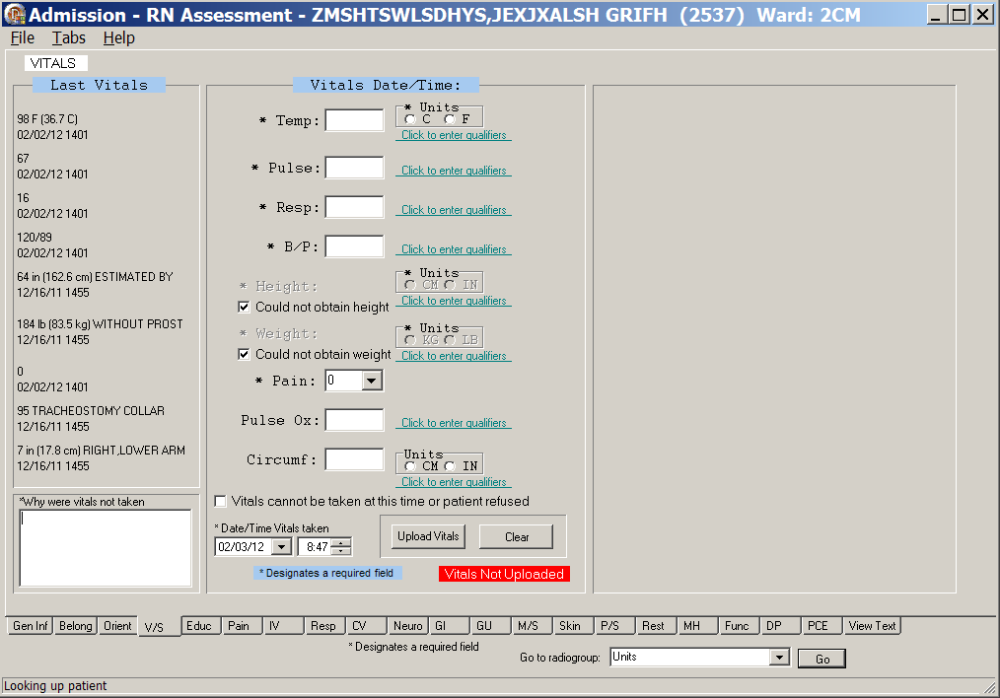 Admission - RN Assessment - ZMSHTSWLSDHYS,JEXJXALSH GRIFH (2537) Ward: 2CM
File Tabs Help
VITALS
Last Vitals
98 F (36.7 C)
02/02/12 1401
67
02/02/12 1401
16
02/02/12 1401
120/89
02/02/12 1401
64 in (162.6 cm) ESTIMATED BY
12/16/11 1455
184 lb (83.5 kg) WITHOUT PROST
12/16/11 1455
0
02/02/12 1401
95 TRACHEOSTOMY COLLAR
12/16/11 1455
7 in (17.8 cm) RIGHT,LOWER ARM
12/16/11 1455
*Why were vitals not taken
Vitals Date/Time:
* Temp:
* Units
C F
Click to enter qualifiers
* Pulse:
Click to enter qualifiers
* Resp:
Click to enter qualifiers
* B/P:
Click to enter qualifiers
* Height:
* Units
CM IN
Could not obtain height
Click to enter qualifiers
* Weight:
* Units
KG LB
Could not obtain weight
Click to enter qualifiers
* Pain: 0
Pulse Ox:
Click to enter qualifiers
Circumf:
Units
CM IN
Click to enter qualifiers
Vitals cannot be taken at this time or patient refused
* Date/Time Vitals taken
02/03/12 8:47
Upload Vitals Clear
* Designates a required field
Vitals Not Uploaded
Gen Inf Belong Orient V/S Educ Pain IV Resp CV Neuro GI GU M/S Skin P/S Rest MH Func DP PCE View Text
* Designates a required field
Go to radiogroup: Units Go
Looking up patient